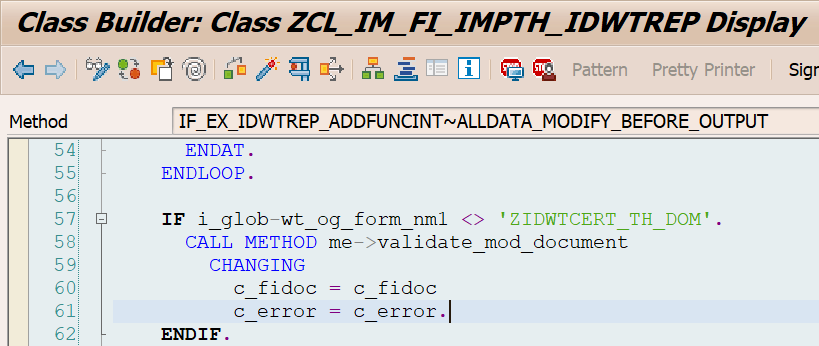 Class Builder: Class ZCL_IM_FI_IMPTH_IDWTREP Display
Pattern Pretty Printer Sign
Method IF_EX_IDWTREP_ADDFUNCINT~ALLDATA_MODIFY_BEFORE_OUTPUT
54 ENDAT.
55 ENDLOOP.
56
57 IF i_glob-wt_og_form_nm1 <> 'ZIDWTCERT_TH_DOM'.
58 CALL METHOD me->validate_mod_document
59 CHANGING
60 c_fidoc = c_fidoc
61 c_error = c_error.
62 ENDIF.